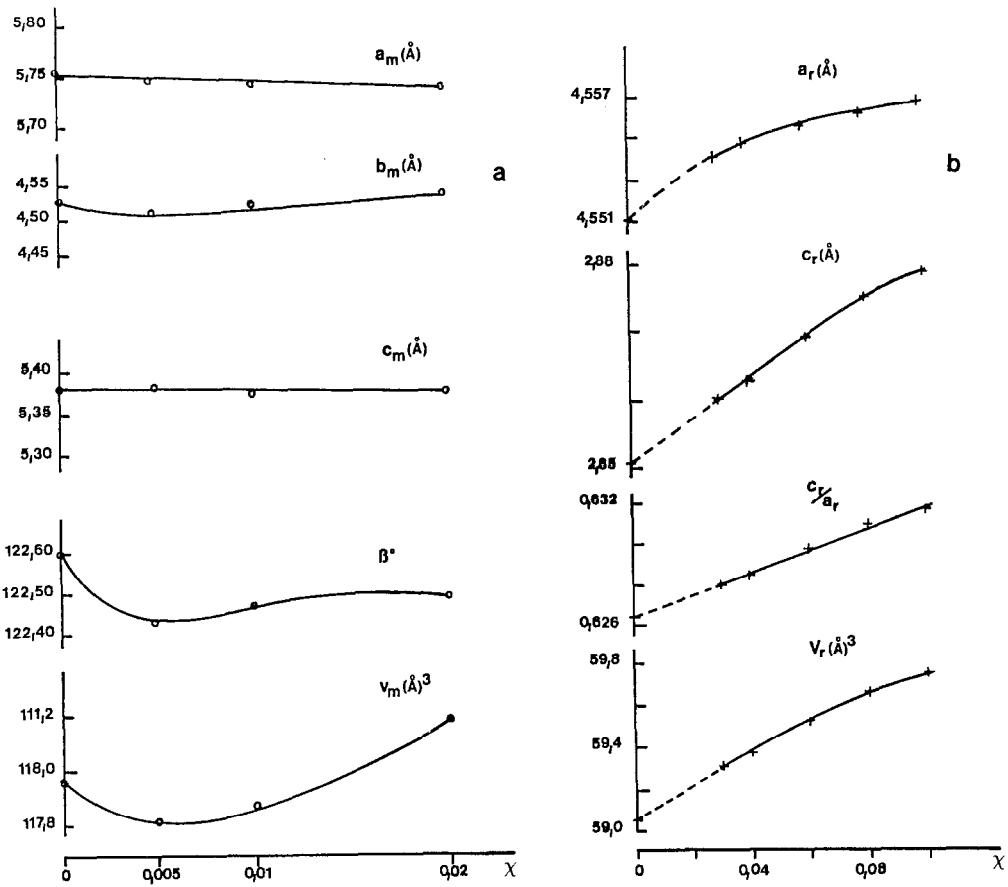 5,80
a_m(Å)
5,75
5,70
b_m(Å)
a
4,55
4,50
4,45
c_m(Å)
5,40
5,35
5,30
122,60
β°
122,50
122,40
v_m(Å)³
111,2
118,0
117,8
0
0,005
0,01
0,02
χ
a_r(Å)
4,557
b
4,551
c_r(Å)
2,88
2,85
c_r/a_r
0,632
0,626
V_r(Å)³
59,8
59,4
59,0
0
0,04
0,08
χ